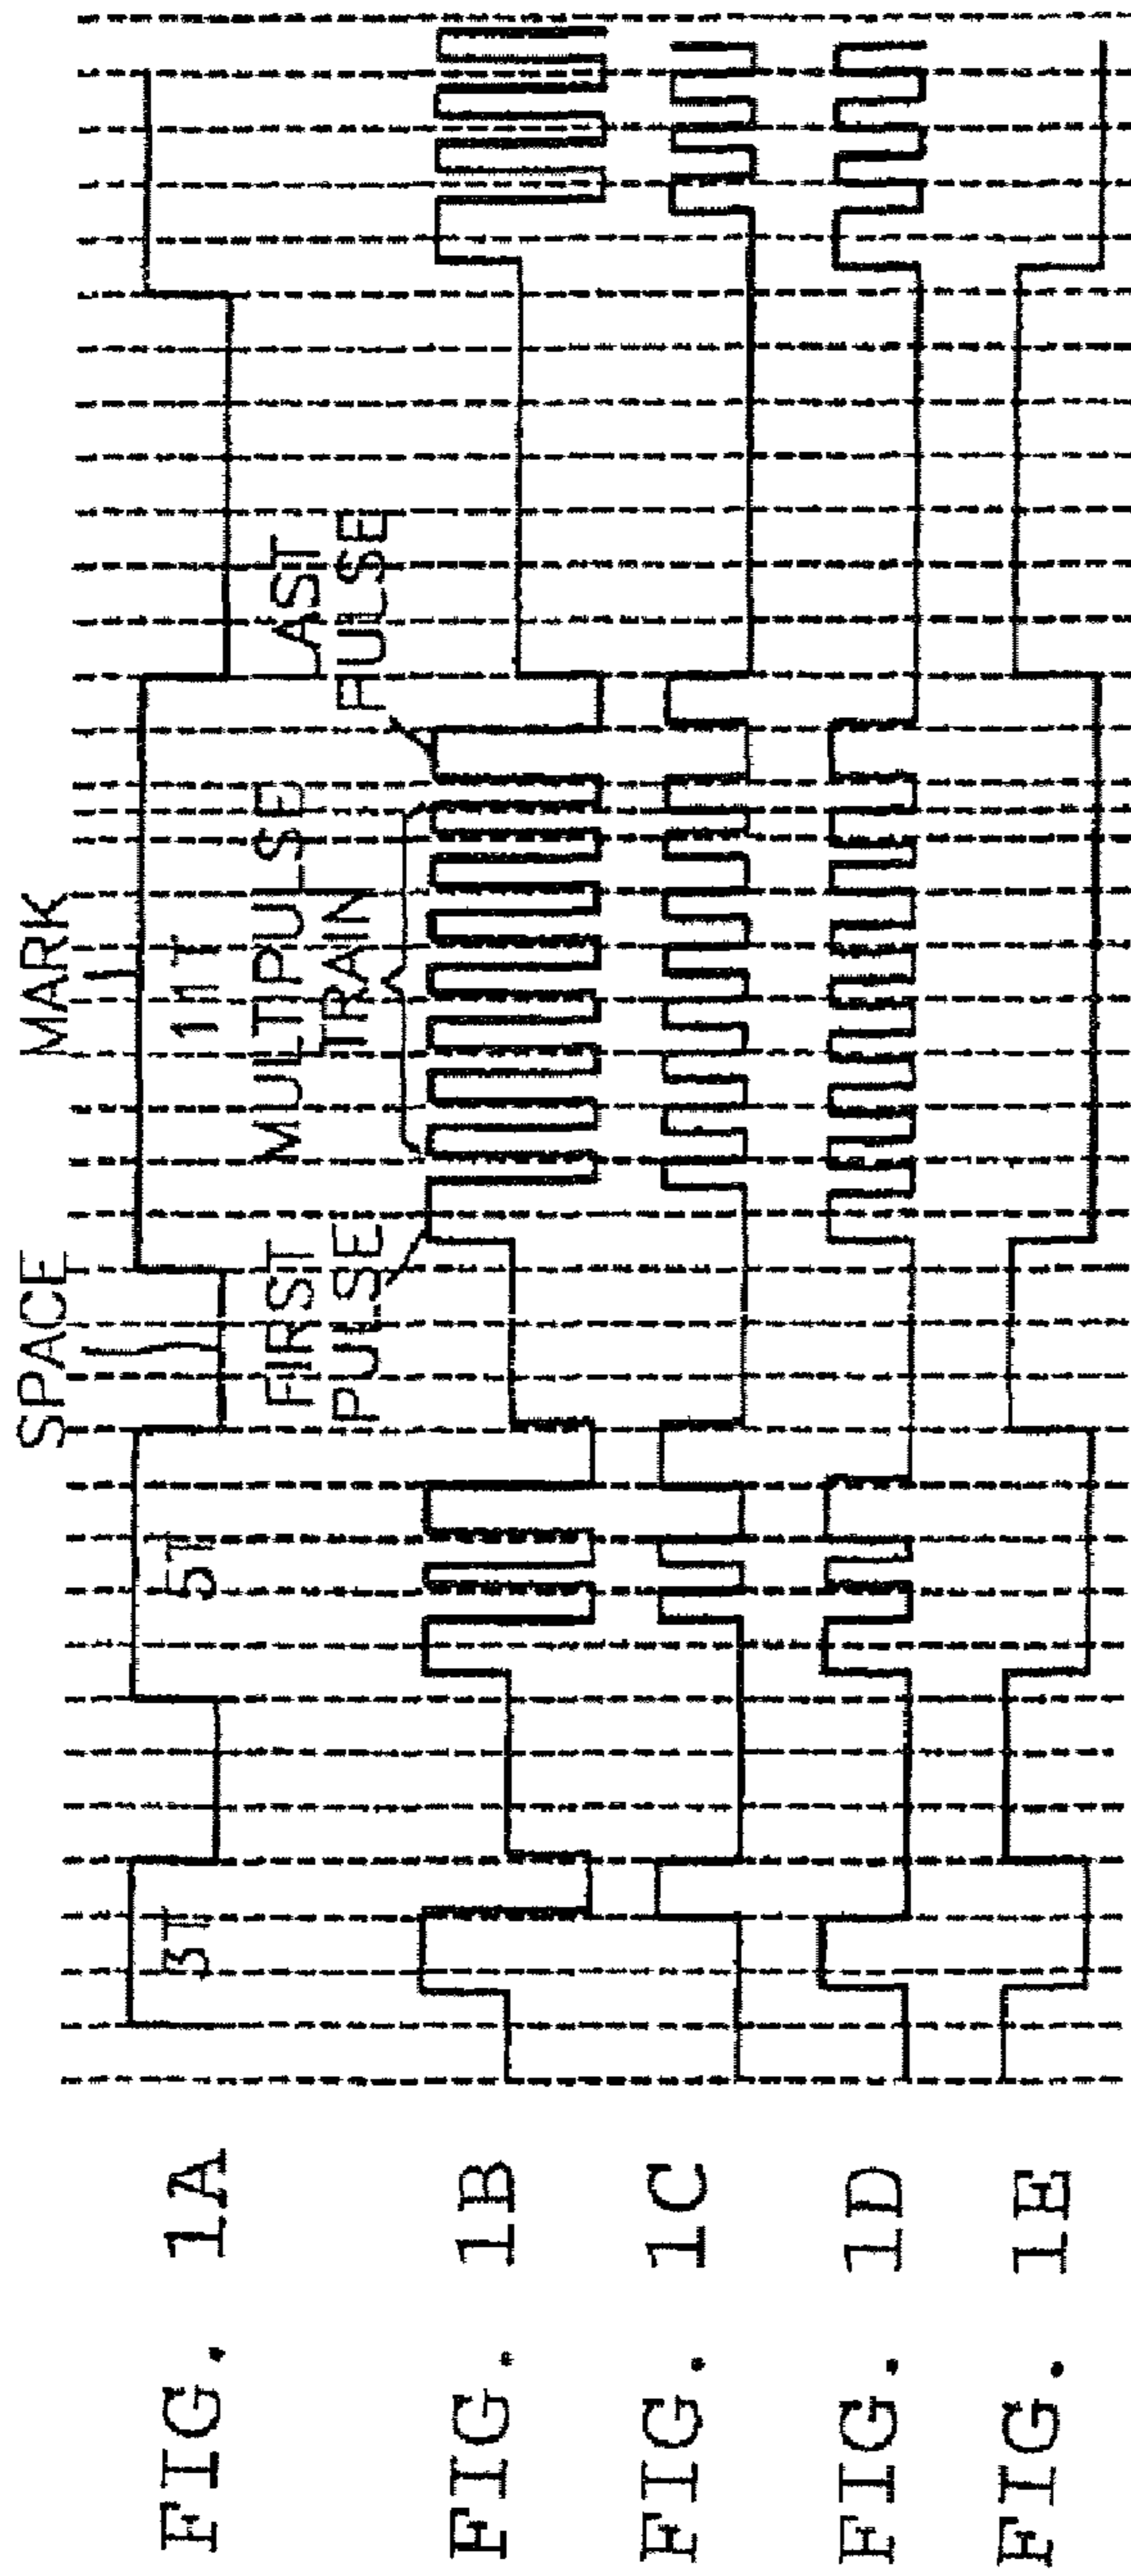 SPACE
MARK
3T
5T
11T
FIRST
PULSE
MULTIPULSE
TRAIN
LAST
PULSE
FIG. 1A
FIG. 1B
FIG. 1C
FIG. 1D
FIG. 1E